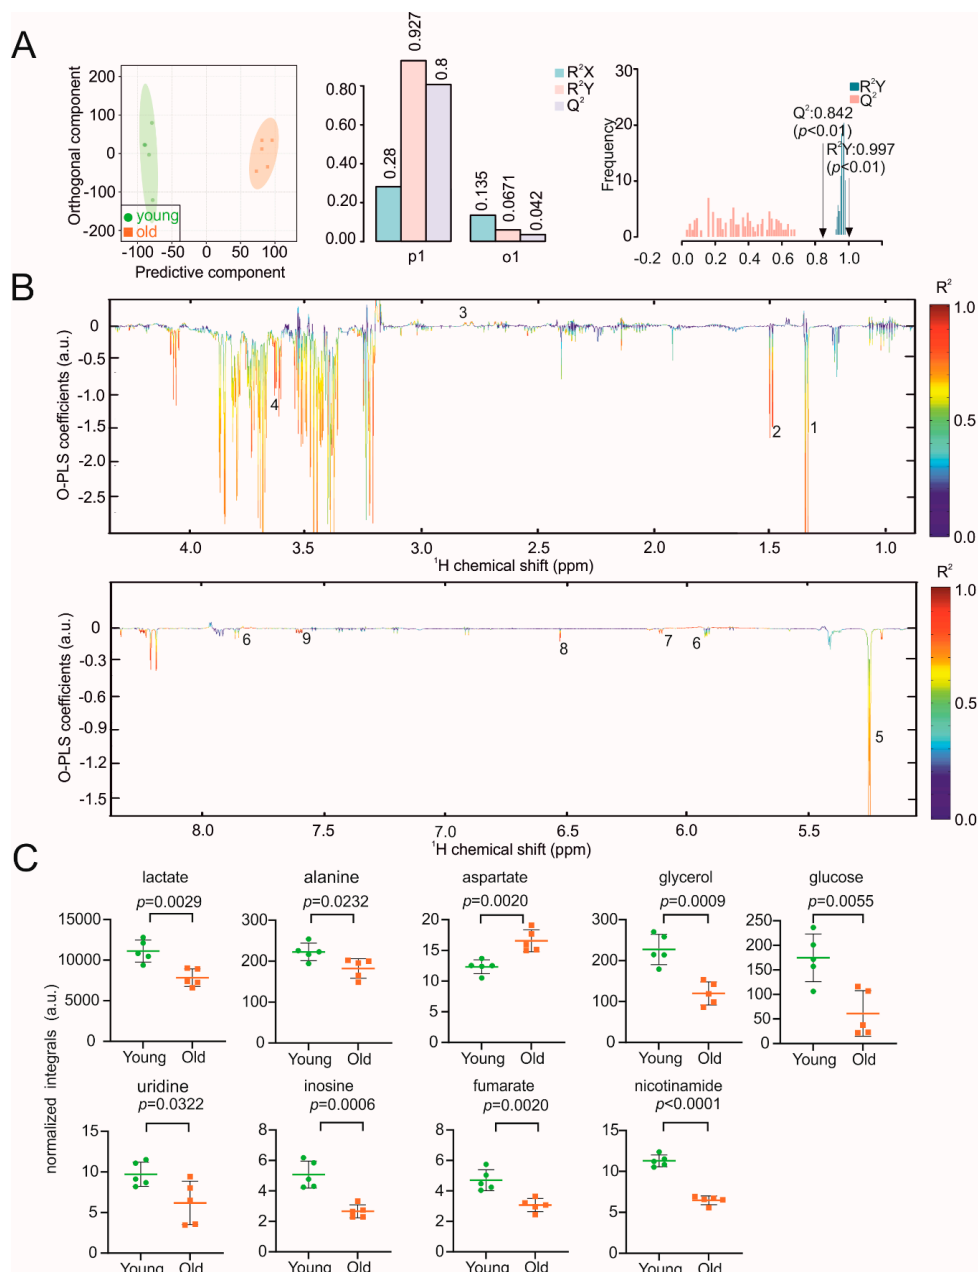 A
Orthogonal component
200
100
0
-100
-200
young
old
-100 -50 0 50 100
Predictive component
0.80
0.40
0.00
0.28
0.927
0.8
0.135
0.0671
0.042
p1 o1
R²X
R²Y
Q²
Frequency
30
20
10
0
R²Y
Q²
Q²:0.842
(p<0.01)
R²Y:0.997
(p<0.01)
-0.2 0.0 0.2 0.4 0.6 0.8 1.0
B
O-PLS coefficients (a.u.)
0
-0.5
-1.0
-1.5
-2.0
-2.5
3
4
2
1
4.0 3.5 3.0 2.5 2.0 1.5 1.0
¹H chemical shift (ppm)
R²
1.0
0.5
0.0
O-PLS coefficients (a.u.)
0
-0.3
-0.6
-0.9
-1.2
-1.5
6 9 8 7 6
5
8.0 7.5 7.0 6.5 6.0 5.5
¹H chemical shift (ppm)
R²
1.0
0.5
0.0
C
normalized integrals (a.u.)
lactate
p=0.0029
15000
10000
5000
0
Young Old
alanine
p=0.0232
300
200
100
0
Young Old
aspartate
p=0.0020
20
15
10
5
0
Young Old
glycerol
p=0.0009
300
200
100
0
Young Old
glucose
p=0.0055
250
200
150
100
50
0
Young Old
uridine
p=0.0322
15
10
5
0
Young Old
inosine
p=0.0006
8
6
4
2
0
Young Old
fumarate
p=0.0020
8
6
4
2
0
Young Old
nicotinamide
p<0.0001
15
10
5
0
Young Old